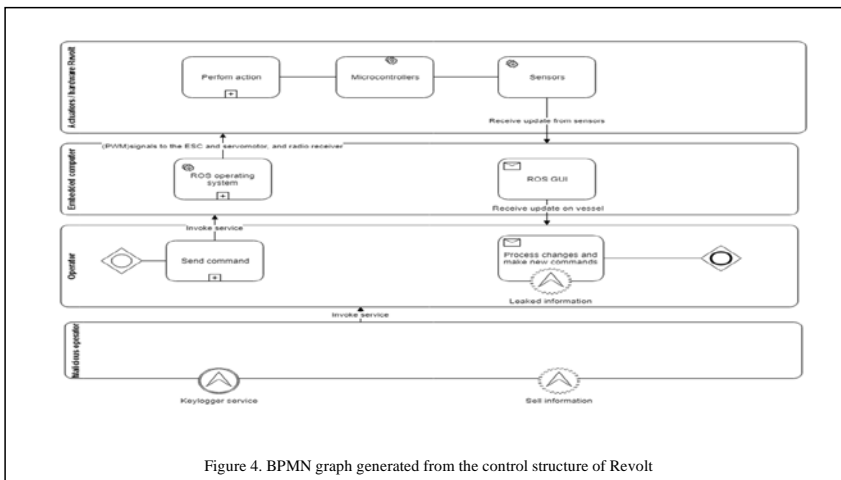 Actuators / hardware Revolt
Perfom action
Microcontrollers
Sensors
Receive update from sensors
Embedded computer
(PWM)signals to the ESC and servomotor, and radio receiver
ROS operating
system
ROS GUI
Receive update on vessel
Operator
Invoke service
Send command
Process changes and
make new commands
Leaked information
Invoke service
Malicious operator
Keylogger service
Sell information
Figure 4. BPMN graph generated from the control structure of Revolt